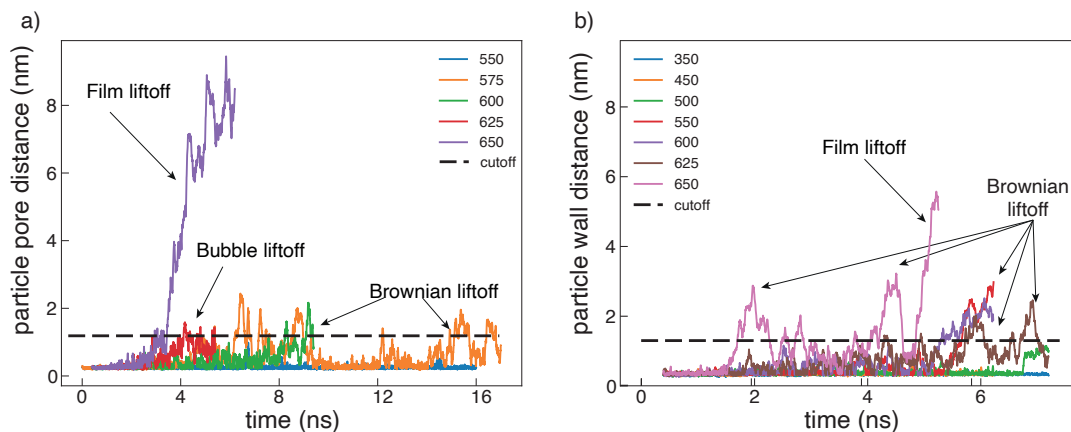 a)
particle pore distance (nm)
8
6
4
2
0
0
4
8
12
16
time (ns)
Film liftoff
Bubble liftoff
Brownian liftoff
550
575
600
625
650
cutoff
b)
particle wall distance (nm)
8
6
4
2
0
0
2
4
6
time (ns)
350
450
500
550
600
625
650
cutoff
Film liftoff
Brownian
liftoff